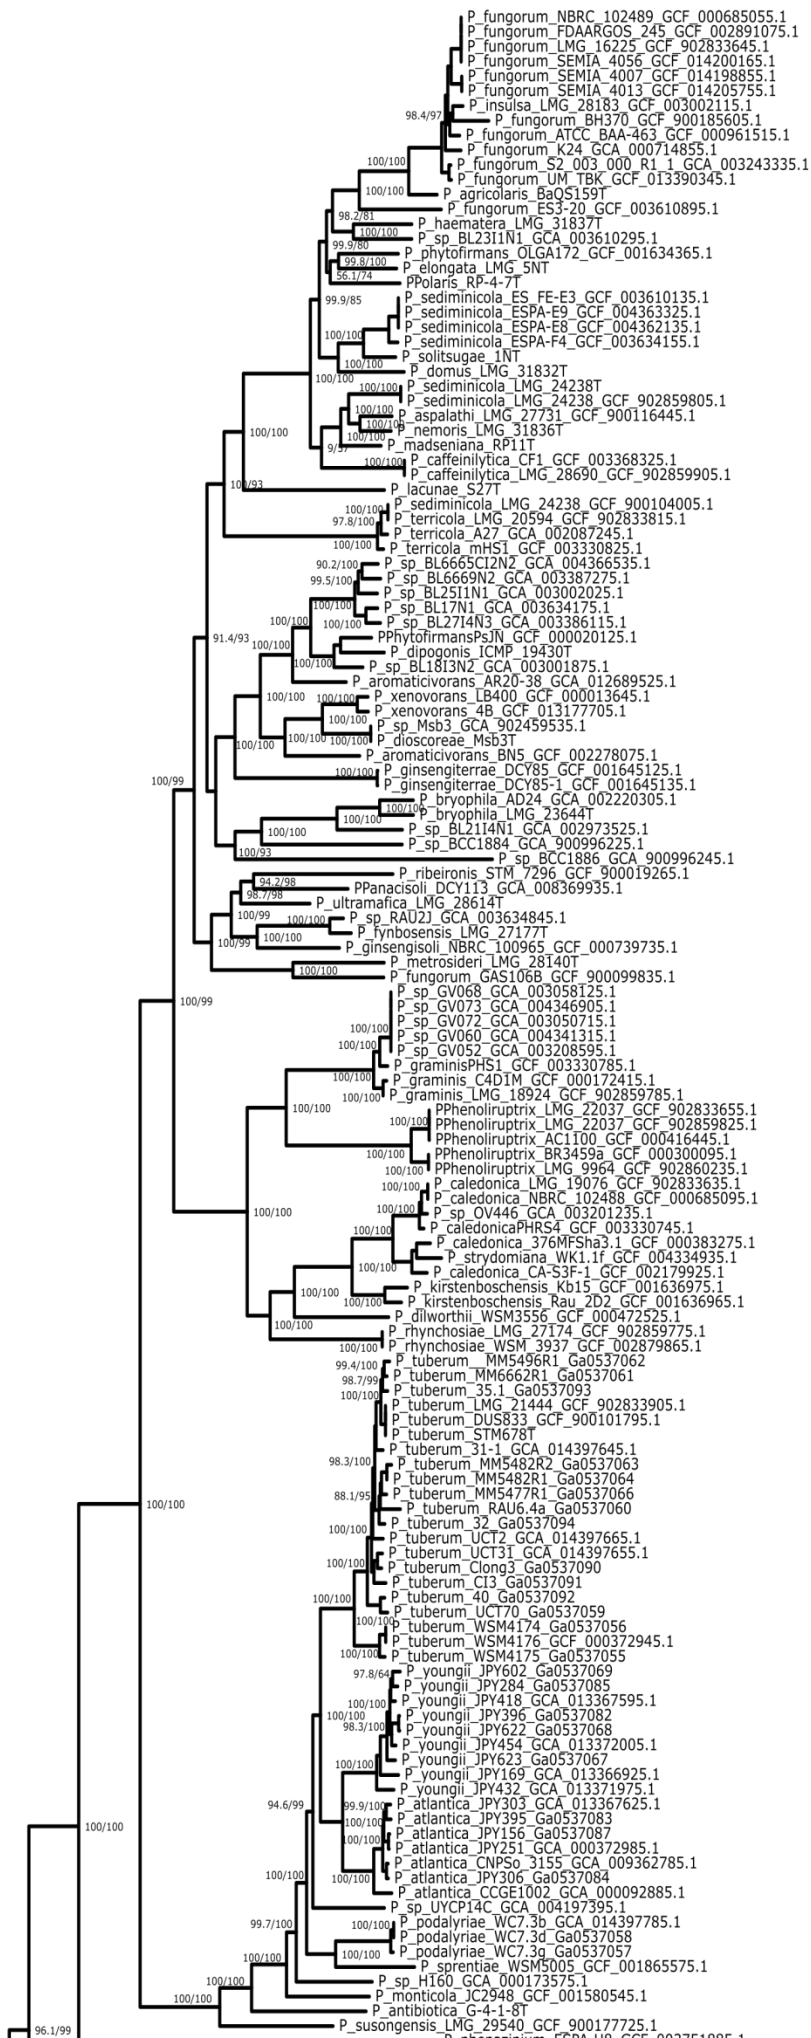 P_fungorum_NBRC_102489_GCF_000685055.1
P_fungorum_FDAARGOS_245_GCF_002891075.1
P_fungorum_LMG_16225_GCF_902833645.1
P_fungorum_SEMIA_4056_GCF_014200165.1
P_fungorum_SEMIA_4007_GCF_014198855.1
P_fungorum_SEMIA_4013_GCF_014205755.1
P_insulsa_LMG_28183_GCF_003002115.1
98.4/97
P_fungorum_BH370_GCF_900185605.1
P_fungorum_ATCC_BAA-463_GCF_000961515.1
P_fungorum_K24_GCA_000714855.1
100/100
P_fungorum_S2_003_000_R1_1_GCA_003243335.1
P_fungorum_UM_TBK_GCF_013390345.1
100/100
P_agricolaris_BaQS159T
P_fungorum_ES3-20_GCF_003610895.1
98.2/81
P_haematera_LMG_31837T
100/100
P_sp_BL23I1N1_GCA_003610295.1
99.9/80
P_phytofirmans_OLGA172_GCF_001634365.1
99.8/100
P_elongata_LMG_5NT
56.1/74
PPolaris_RP-4-7T
99.9/85
P_sediminicola_ES_FE-E3_GCF_003610135.1
P_sediminicola_ESPA-E9_GCF_004363325.1
P_sediminicola_ESPA-E8_GCF_004362135.1
100/100
P_sediminicola_ESPA-F4_GCF_003634155.1
P_solitsugae_1NT
100/100
P_domus_LMG_31832T
100/100
P_sediminicola_LMG_24238T
100/100
P_sediminicola_LMG_24238_GCF_902859805.1
100/100
P_aspalathi_LMG_27731_GCF_900116445.1
100/100
P_nemoris_LMG_31836T
100/100
100/100
P_madseniana_RP11T
P_caffeinilytica_CF1_GCF_003368325.1
100/100
P_caffeinilytica_LMG_28690_GCF_902859905.1
100/93
P_lacunae_S27T
P_sediminicola_LMG_24238_GCF_900104005.1
100/100
P_terricola_LMG_20594_GCF_902833815.1
97.8/100
P_terricola_A27_GCA_002087245.1
100/100
P_terricola_mHS1_GCF_003330825.1
90.2/100
P_sp_BL6665CI2N2_GCA_004366535.1
99.5/100
P_sp_BL6669N2_GCA_003387275.1
P_sp_BL25I1N1_GCA_003002025.1
100/100
P_sp_BL17N1_GCA_003634175.1
100/100
P_sp_BL27I4N3_GCA_003386115.1
100/100
91.4/93
PPhytofirmansPsJN_GCF_000020125.1
100/100
P_dipogonis_ICMP_19430T
100/100
P_sp_BL18I3N2_GCA_003001875.1
P_aromaticivorans_AR20-38_GCA_012689525.1
100/100
P_xenovorans_LB400_GCF_000013645.1
100/100
P_xenovorans_4B_GCF_013177705.1
100/100
P_sp_Msb3_GCA_902459535.1
100/100
100/100
100/100
P_dioscoreae_Msb3T
P_aromaticivorans_BN5_GCF_002278075.1
P_ginsengiterrae_DCY85_GCF_001645125.1
100/100
P_ginsengiterrae_DCY85-1_GCF_001645135.1
100/99
P_bryophila_AD24_GCA_002220305.1
100/100
P_bryophila_LMG_23644T
100/100
P_sp_BL21I4N1_GCA_002973525.1
100/100
P_sp_BCC1884_GCA_900996225.1
100/93
P_sp_BCC1886_GCA_900996245.1
P_ribeironis_STM_7296_GCF_900019265.1
94.2/98
PPanacisoli_DCY113_GCA_008369935.1
98.7/98
P_ultramafica_LMG_28614T
100/99
P_sp_RAU2J_GCA_003634845.1
100/100
P_fynbosensis_LMG_27177T
100/100
100/99
P_ginsengisoli_NBRC_100965_GCF_000739735.1
P_metrosideri_LMG_28140T
100/100
P_fungorum_GAS106B_GCF_900099835.1
P_sp_GV068_GCA_003058125.1
100/99
P_sp_GV073_GCA_004346905.1
P_sp_GV072_GCA_003050715.1
100/100
P_sp_GV060_GCA_004341315.1
100/100
P_sp_GV052_GCA_003208595.1
P_graminisPHS1_GCF_003330785.1
100/100
P_graminis_C4D1M_GCF_000172415.1
100/100
P_graminis_LMG_18924_GCF_902859785.1
100/100
PPhenoliruptrix_LMG_22037_GCF_902833655.1
100/100
PPhenoliruptrix_LMG_22037_GCF_902859825.1
PPhenoliruptrix_AC1100_GCF_000416445.1
100/100
PPhenoliruptrix_BR3459a_GCF_000300095.1
100/100
PPhenoliruptrix_LMG_9964_GCF_902860235.1
P_caledonica_LMG_19076_GCF_902833635.1
100/100
P_caledonica_NBRC_102488_GCF_000685095.1
100/100
100/100
P_sp_OV446_GCA_003201235.1
P_caledonicaPHRS4_GCF_003330745.1
100/100
P_caledonica_376MFSha3.1_GCF_000383275.1
P_strydomiana_WK1.1f_GCF_004334935.1
100/100
P_caledonica_CA-S3F-1_GCF_002179925.1
P_kirstenboschensis_Kb15_GCF_001636975.1
100/100
100/100
P_kirstenboschensis_Rau_2D2_GCF_001636965.1
P_dilworthii_WSM3556_GCF_000472525.1
100/100
P_rhynchosiae_LMG_27174_GCF_902859775.1
P_rhynchosiae_WSM_3937_GCF_002879865.1
P_tuberum__MM5496R1_Ga0537062
99.4/100
P_tuberum_MM6662R1_Ga0537061
98.7/99
P_tuberum_35.1_Ga0537093
100/100
P_tuberum_LMG_21444_GCF_902833905.1
P_tuberum_DUS833_GCF_900101795.1
P_tuberum_STM678T
P_tuberum_31-1_GCA_014397645.1
98.3/100
P_tuberum_MM5482R2_Ga0537063
P_tuberum_MM5482R1_Ga0537064
P_tuberum_MM5477R1_Ga0537066
88.1/95
100/100
P_tuberum_RAU6.4a_Ga0537060
P_tuberum_32_Ga0537094
100/100
P_tuberum_UCT2_GCA_014397665.1
P_tuberum_UCT31_GCA_014397655.1
100/100
P_tuberum_Clong3_Ga0537090
P_tuberum_CI3_Ga0537091
P_tuberum_40_Ga0537092
100/100
P_tuberum_UCT70_Ga0537059
100/100
P_tuberum_WSM4174_Ga0537056
P_tuberum_WSM4176_GCF_000372945.1
100/100
P_tuberum_WSM4175_Ga0537055
P_youngii_JPY602_Ga0537069
97.8/64
P_youngii_JPY284_Ga0537085
P_youngii_JPY418_GCA_013367595.1
100/100
P_youngii_JPY396_Ga0537082
100/100
P_youngii_JPY622_Ga0537068
98.3/100
P_youngii_JPY454_GCA_013372005.1
P_youngii_JPY623_Ga0537067
100/100
P_youngii_JPY169_GCA_013366925.1
P_youngii_JPY432_GCA_013371975.1
94.6/99
99.9/100
P_atlantica_JPY303_GCA_013367625.1
P_atlantica_JPY395_Ga0537083
100/100
100/100
P_atlantica_JPY156_Ga0537087
100/100
P_atlantica_JPY251_GCA_000372985.1
P_atlantica_CNPSo_3155_GCA_009362785.1
100/100
100/100
P_atlantica_JPY306_Ga0537084
P_atlantica_CCGE1002_GCA_000092885.1
P_sp_UYCP14C_GCA_004197395.1
99.7/100
100/100
P_podalyriae_WC7.3b_GCA_014397785.1
P_podalyriae_WC7.3d_Ga0537058
P_podalyriae_WC7.3g_Ga0537057
100/100
100/100
P_sprentiae_WSM5005_GCF_001865575.1
P_sp_H160_GCA_000173575.1
100/100
P_monticola_JC2948_GCF_001580545.1
P_antibiotica_G-4-1-8T
96.1/99
P_susongensis_LMG_29540_GCF_900177725.1